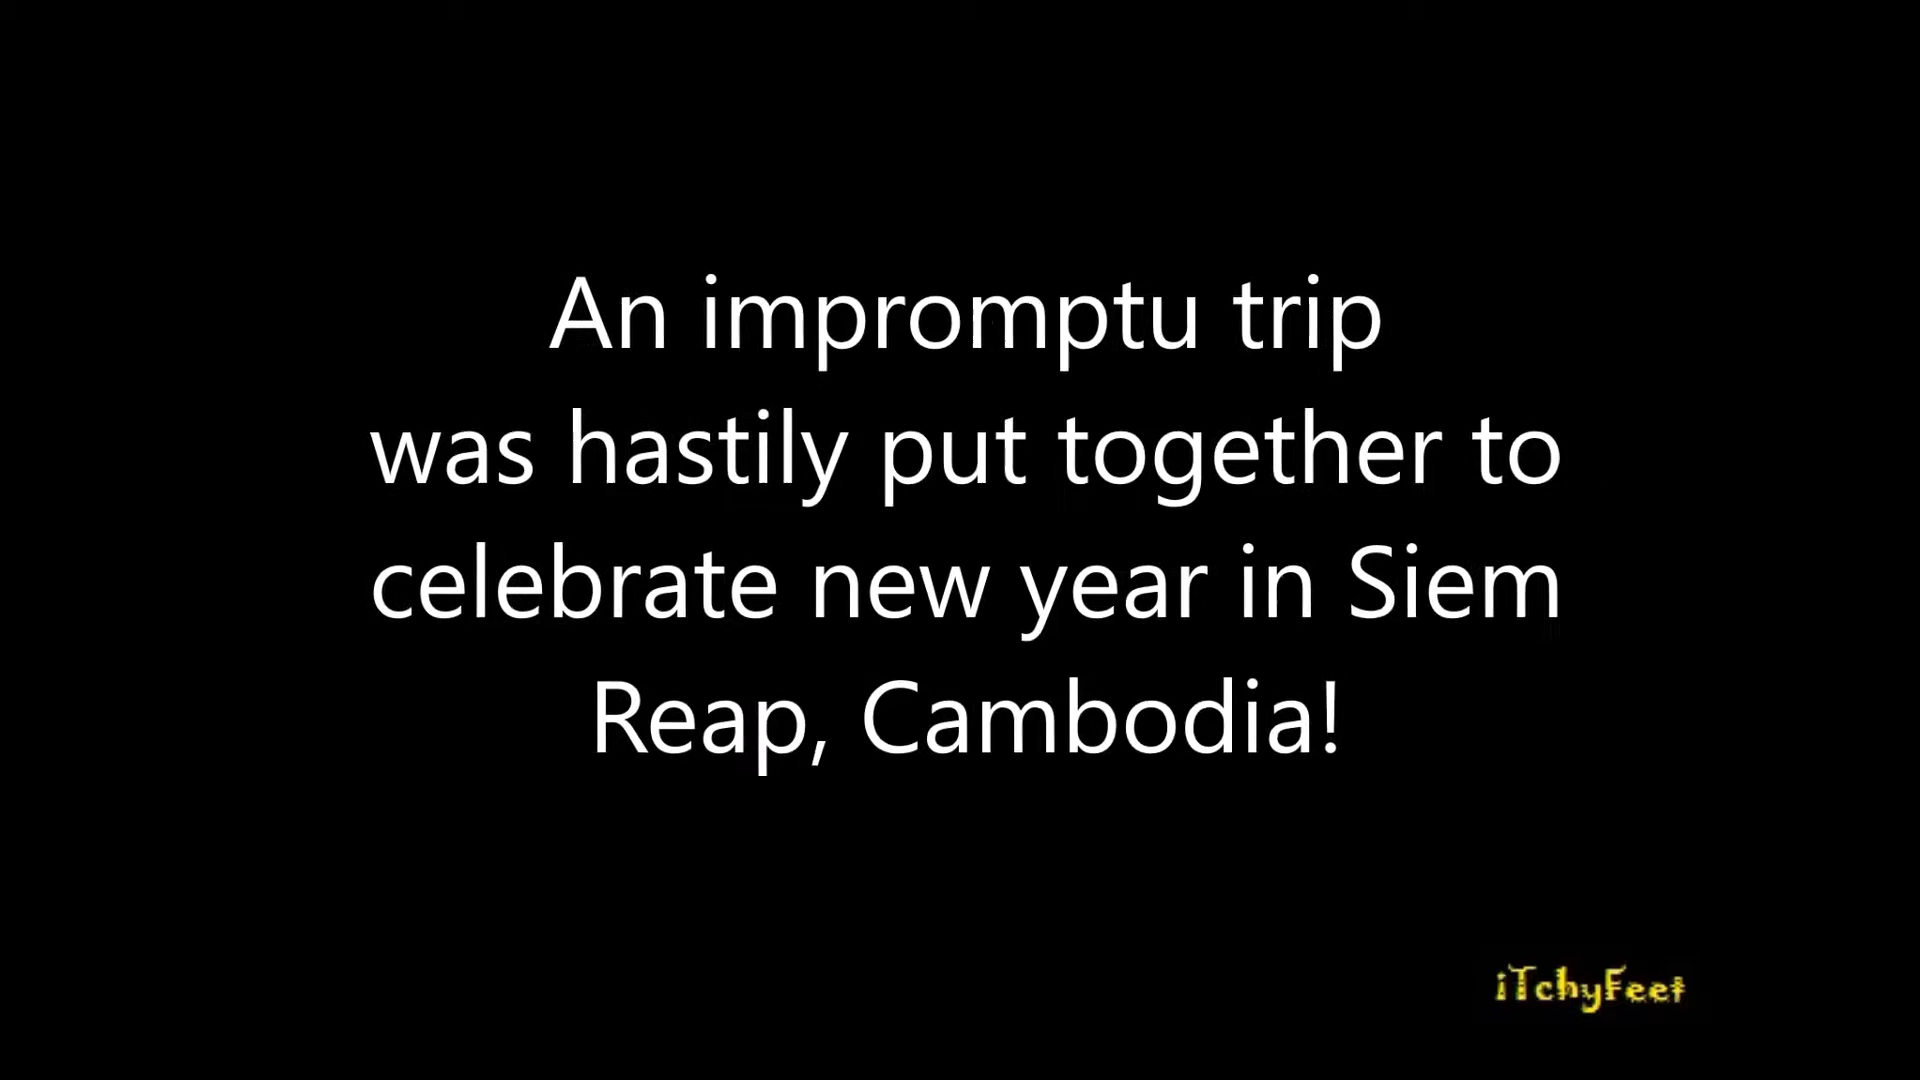 An impromptu trip
was hastily put together to
celebrate new year in Siem
Reap, Cambodia!
iTchyFeet